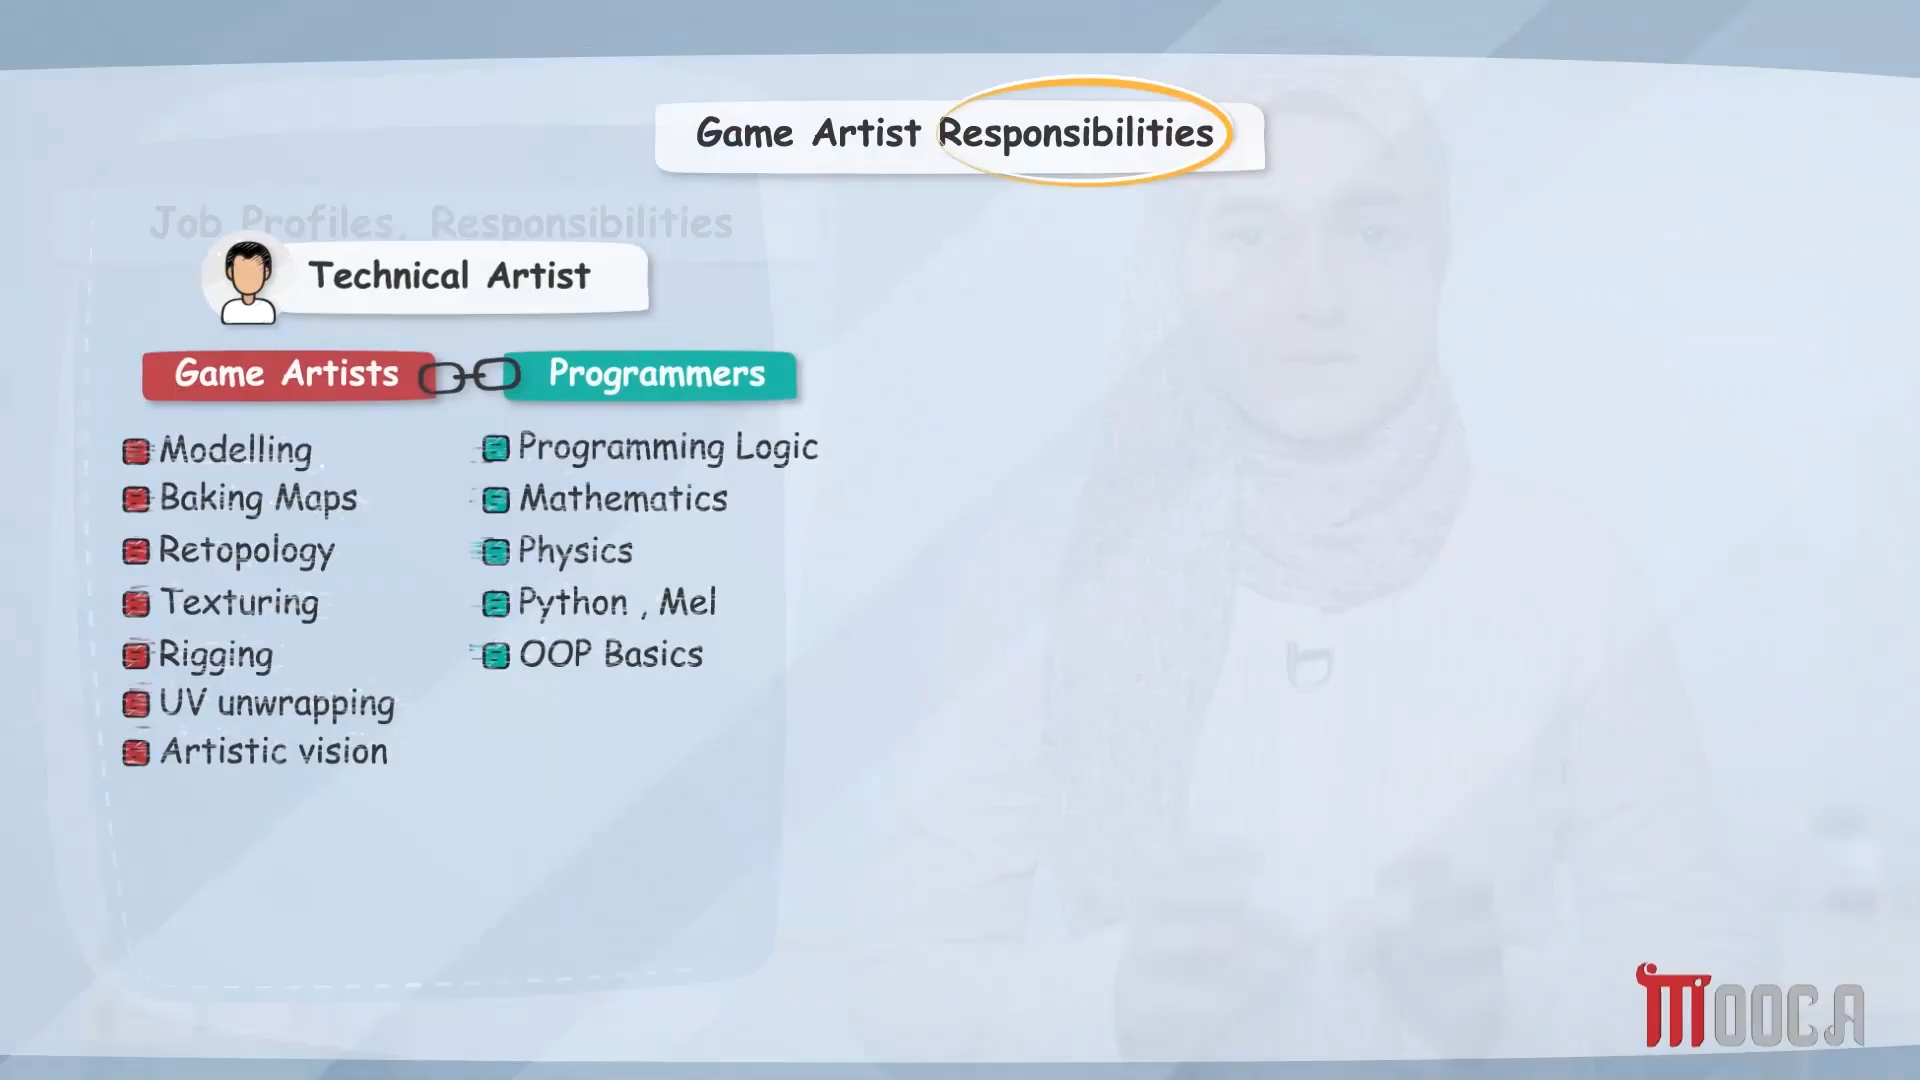 Game Artist Responsibilities
Job Profiles, Responsibilities
Technical Artist
Game Artists
Programmers
Modelling
Baking Maps
Retopology
Texturing
Rigging
UV unwrapping
Artistic vision
Programming Logic
Mathematics
Physics
Python , Mel
OOP Basics
MOOCA